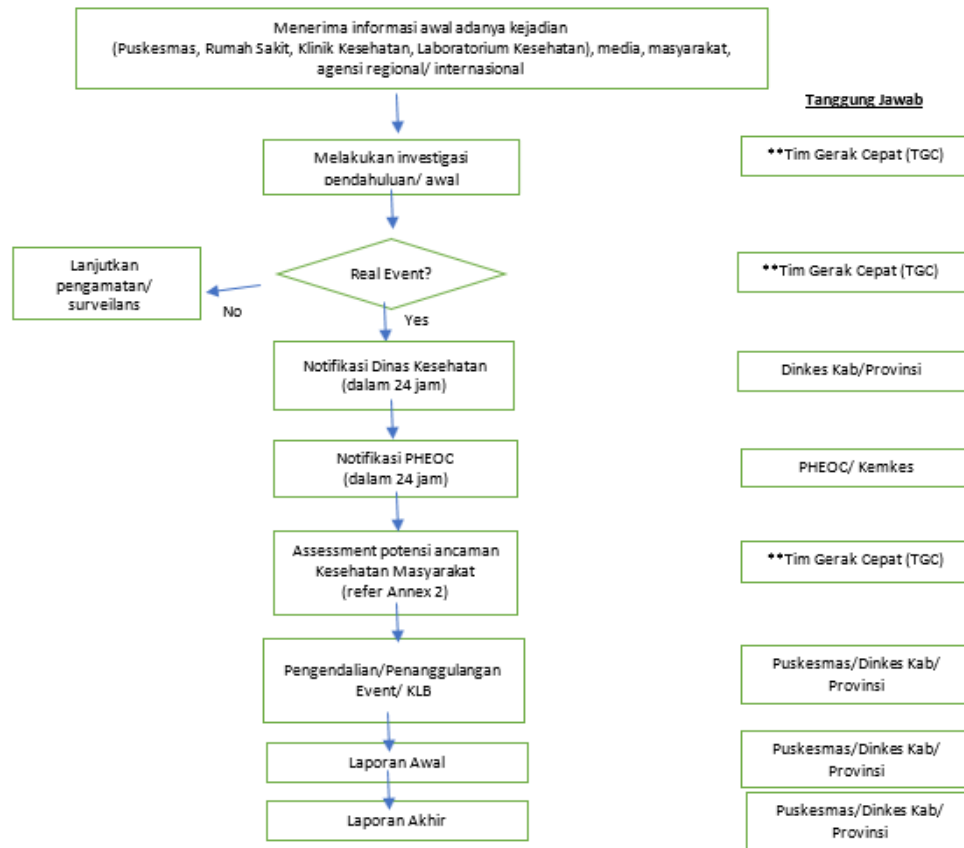 Menerima informasi awal adanya kejadian
(Puskesmas, Rumah Sakit, Klinik Kesehatan, Laboratorium Kesehatan), media, masyarakat,
agensi regional/ internasional
Tanggung Jawab
Melakukan investigasi
pendahuluan/ awal
**Tim Gerak Cepat (TGC)
Real Event?
**Tim Gerak Cepat (TGC)
Lanjutkan
pengamatan/
surveilans
No
Yes
Notifikasi Dinas Kesehatan
(dalam 24 jam)
Dinkes Kab/Provinsi
Notifikasi PHEOC
(dalam 24 jam)
PHEOC/ Kemkes
Assessment potensi ancaman
Kesehatan Masyarakat
(refer Annex 2)
**Tim Gerak Cepat (TGC)
Pengendalian/Penanggulangan
Event/ KLB
Puskesmas/Dinkes Kab/
Provinsi
Laporan Awal
Puskesmas/Dinkes Kab/
Provinsi
Laporan Akhir
Puskesmas/Dinkes Kab/
Provinsi